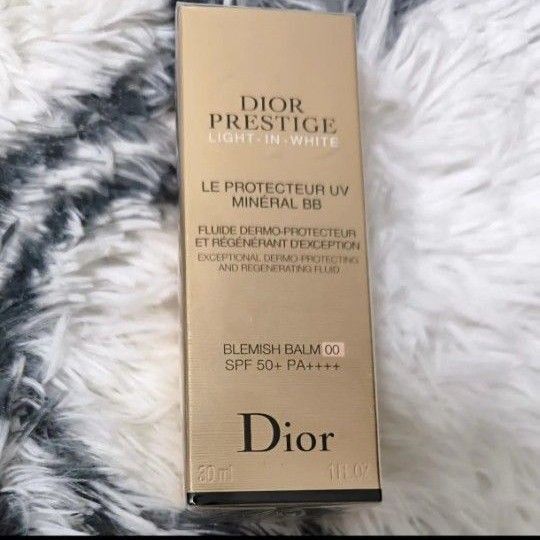 DIOR
PRESTIGE
LIGHT-IN-WHITE
LE PROTECTEUR UV
MINÉRAL BB
FLUIDE DERMO-PROTECTEUR
ET RÉGÉNÉRANT D'EXCEPTION
EXCEPTIONAL DERMO-PROTECTING
AND REGENERATING FLUID
BLEMISH BALM 00
SPF 50+ PA++++
Dior
30 ml 1 fl. oz